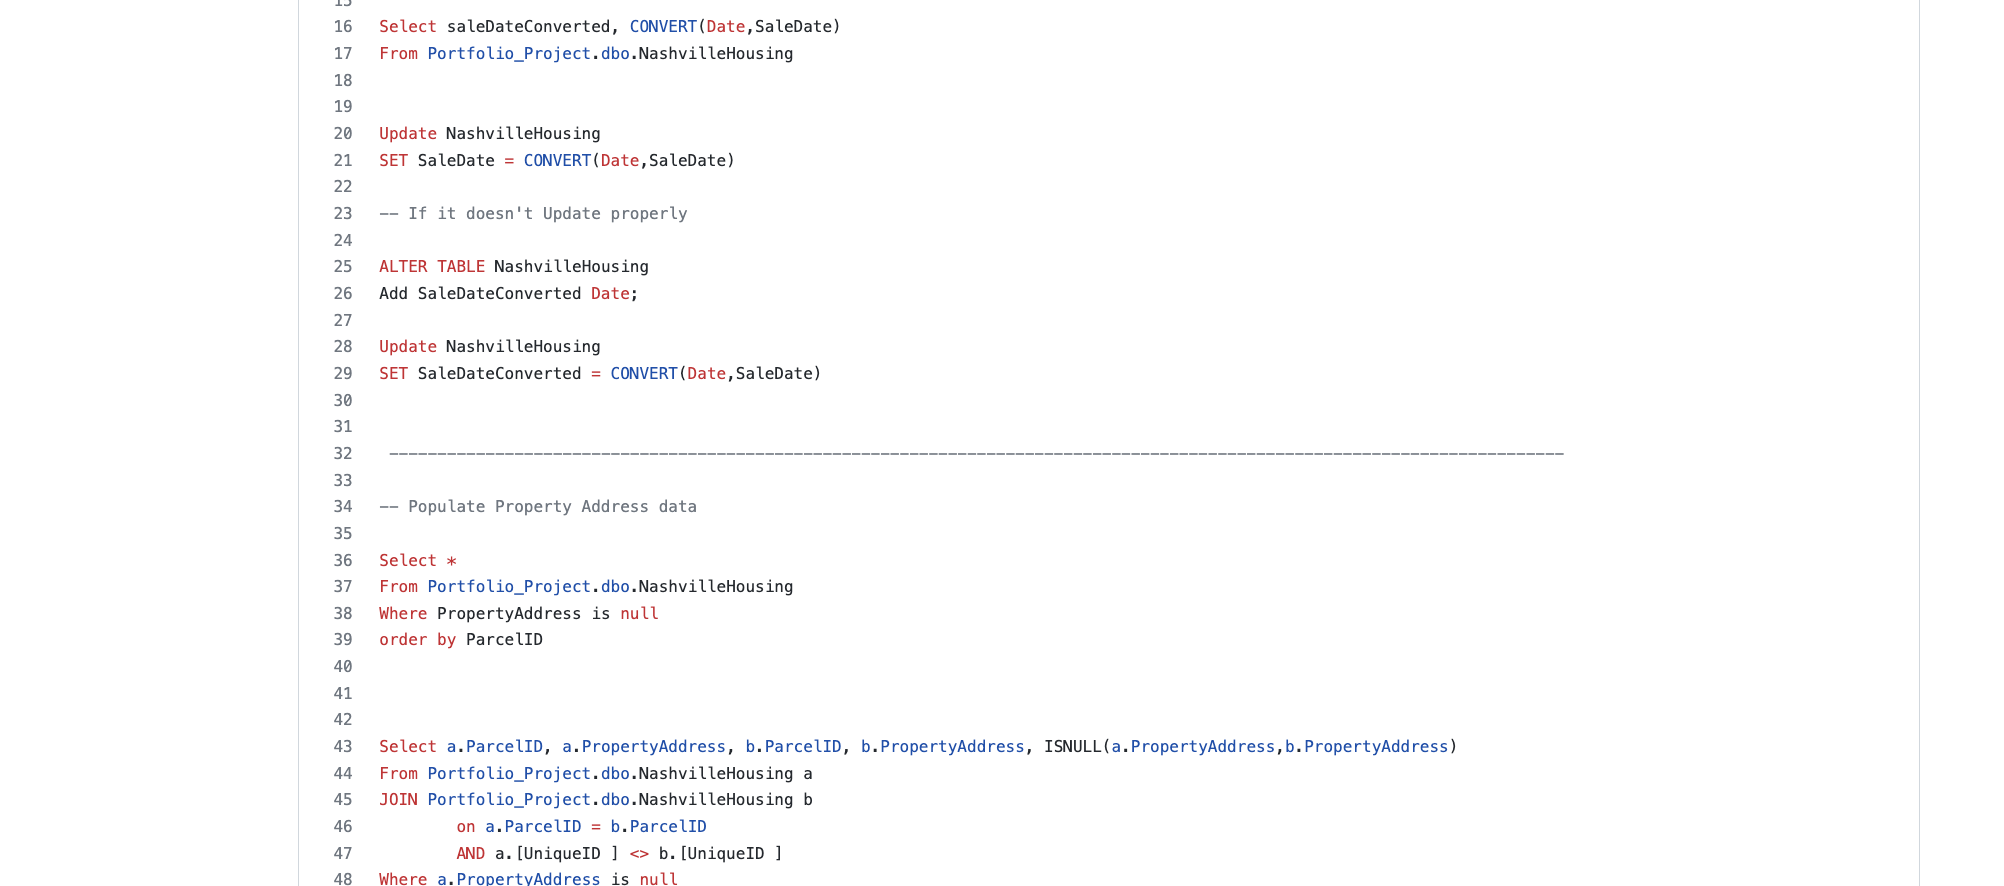 15
16 Select saleDateConverted, CONVERT(Date,SaleDate)
17 From Portfolio_Project.dbo.NashvilleHousing
18
19
20 Update NashvilleHousing
21 SET SaleDate = CONVERT(Date,SaleDate)
22
23 -- If it doesn't Update properly
24
25 ALTER TABLE NashvilleHousing
26 Add SaleDateConverted Date;
27
28 Update NashvilleHousing
29 SET SaleDateConverted = CONVERT(Date,SaleDate)
30
31
32 --------------------------------------------------------------------------------------------------------------------------
33
34 -- Populate Property Address data
35
36 Select *
37 From Portfolio_Project.dbo.NashvilleHousing
38 Where PropertyAddress is null
39 order by ParcelID
40
41
42
43 Select a.ParcelID, a.PropertyAddress, b.ParcelID, b.PropertyAddress, ISNULL(a.PropertyAddress,b.PropertyAddress)
44 From Portfolio_Project.dbo.NashvilleHousing a
45 JOIN Portfolio_Project.dbo.NashvilleHousing b
46 on a.ParcelID = b.ParcelID
47 AND a.[UniqueID ] <> b.[UniqueID ]
48 Where a.PropertyAddress is null